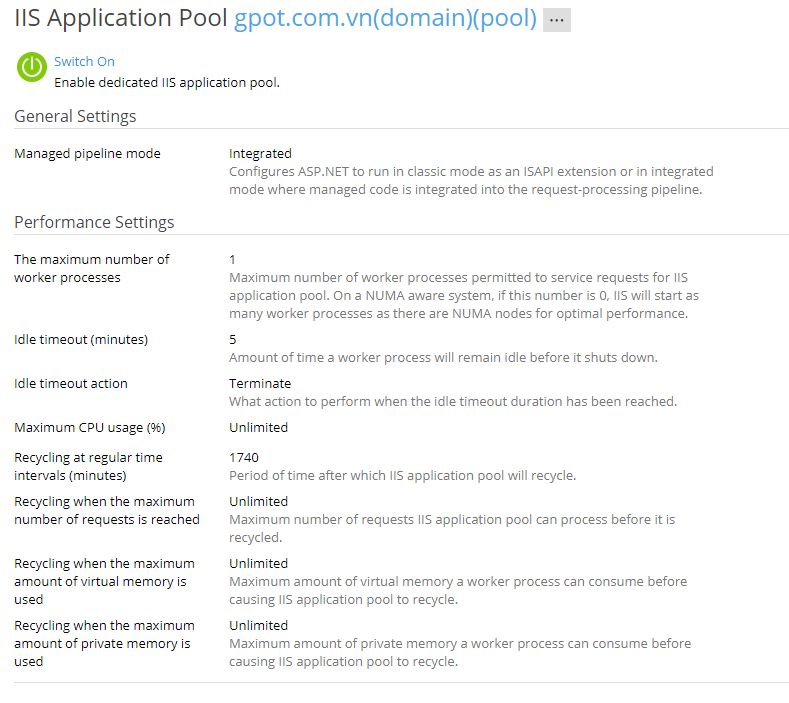 IIS Application Pool gpot.com.vn(domain)(pool) ...
Switch On
Enable dedicated IIS application pool.
General Settings
Managed pipeline mode
Integrated
Configures ASP.NET to run in classic mode as an ISAPI extension or in integrated
mode where managed code is integrated into the request-processing pipeline.
Performance Settings
The maximum number of
worker processes
1
Maximum number of worker processes permitted to service requests for IIS
application pool. On a NUMA aware system, if this number is 0, IIS will start as
many worker processes as there are NUMA nodes for optimal performance.
Idle timeout (minutes)
5
Amount of time a worker process will remain idle before it shuts down.
Idle timeout action
Terminate
What action to perform when the idle timeout duration has been reached.
Maximum CPU usage (%)
Unlimited
Recycling at regular time
intervals (minutes)
1740
Period of time after which IIS application pool will recycle.
Recycling when the maximum
number of requests is reached
Unlimited
Maximum number of requests IIS application pool can process before it is
recycled.
Recycling when the maximum
amount of virtual memory is
used
Unlimited
Maximum amount of virtual memory a worker process can consume before
causing IIS application pool to recycle.
Recycling when the maximum
amount of private memory is
used
Unlimited
Maximum amount of private memory a worker process can consume before
causing IIS application pool to recycle.